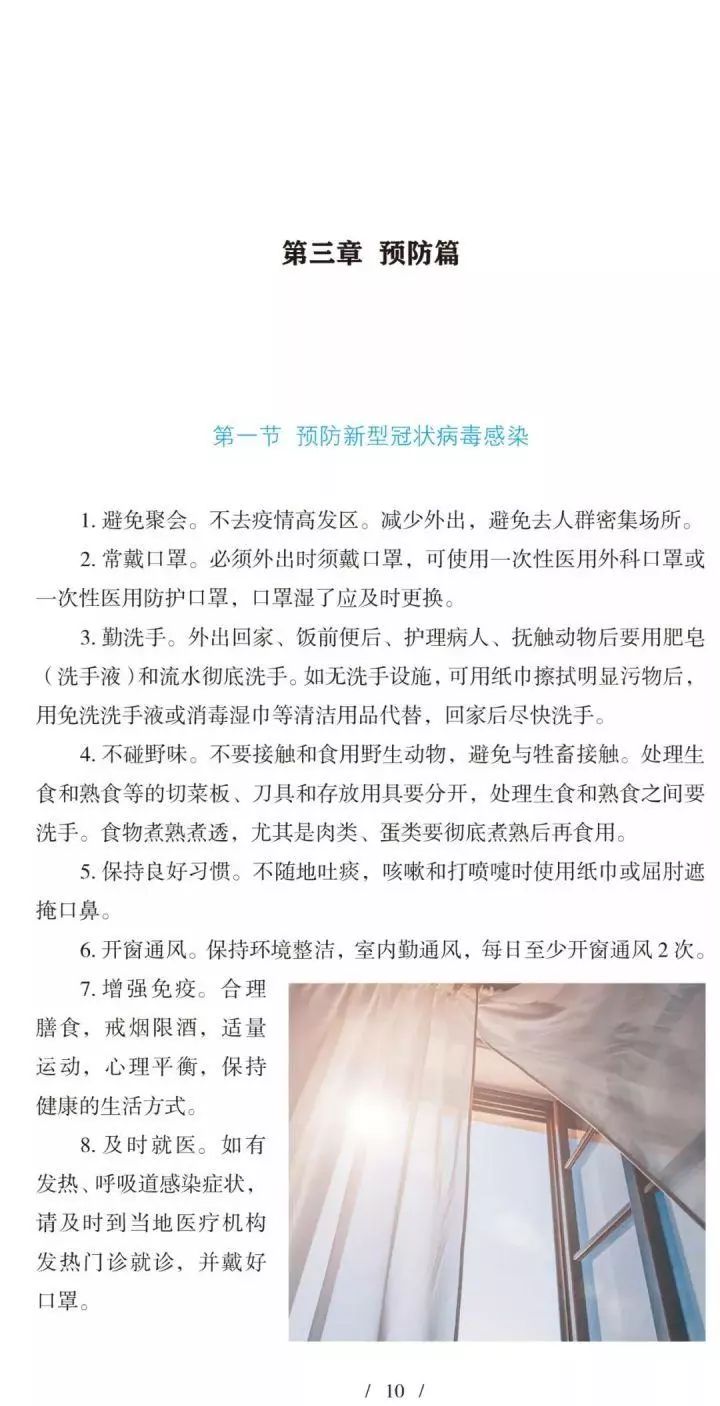 第三章 预防篇
第一节 预防新型冠状病毒感染
1. 避免聚会。不去疫情高发区。减少外出，避免去人群密集场所。
2. 常戴口罩。必须外出时须戴口罩，可使用一次性医用外科口罩或
一次性医用防护口罩，口罩湿了应及时更换。
3. 勤洗手。外出回家、饭前便后、护理病人、抚触动物后要用肥皂
（洗手液）和流水彻底洗手。如无洗手设施，可用纸巾擦拭明显污物后，
用免洗洗手液或消毒湿巾等清洁用品代替，回家后尽快洗手。
4. 不碰野味。不要接触和食用野生动物，避免与牲畜接触。处理生
食和熟食等的切菜板、刀具和存放用具要分开，处理生食和熟食之间要
洗手。食物煮熟煮透，尤其是肉类、蛋类要彻底煮熟后再食用。
5. 保持良好习惯。不随地吐痰，咳嗽和打喷嚏时使用纸巾或屈肘遮
掩口鼻。
6. 开窗通风。保持环境整洁，室内勤通风，每日至少开窗通风 2 次。
7. 增强免疫。合理
膳食，戒烟限酒，适量
运动，心理平衡，保持
健康的生活方式。
8. 及时就医。如有
发热、呼吸道感染症状，
请及时到当地医疗机构
发热门诊就诊，并戴好
口罩。
/ 10 /